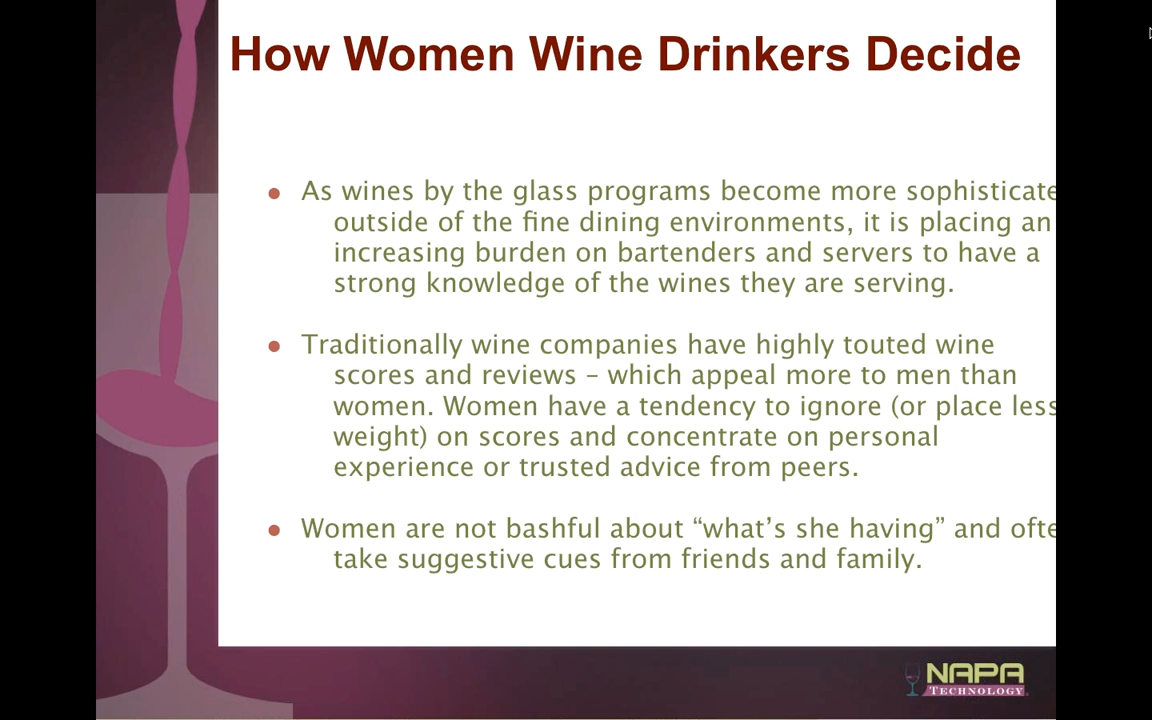 How Women Wine Drinkers Decide
● As wines by the glass programs become more sophisticate
outside of the fine dining environments, it is placing an
increasing burden on bartenders and servers to have a
strong knowledge of the wines they are serving.
● Traditionally wine companies have highly touted wine
scores and reviews – which appeal more to men than
women. Women have a tendency to ignore (or place less
weight) on scores and concentrate on personal
experience or trusted advice from peers.
● Women are not bashful about “what’s she having” and ofte
take suggestive cues from friends and family.
NAPA
TECHNOLOGY